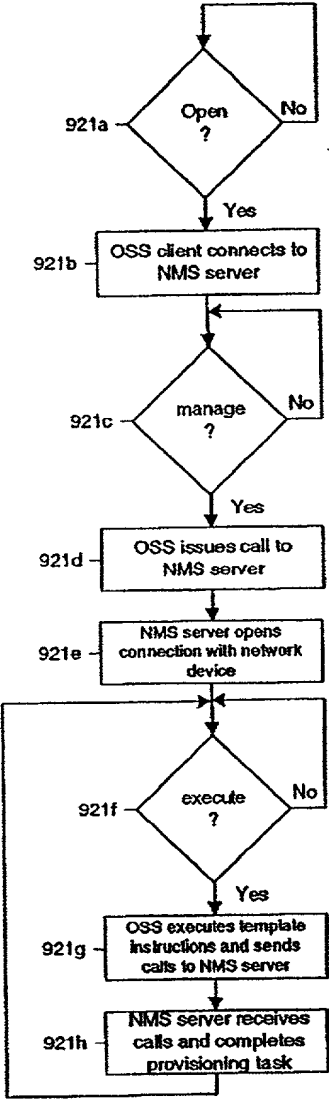 Open
?
No
921a
Yes
OSS client connects to
NMS server
921b
manage
?
No
921c
Yes
OSS issues call to
NMS server
921d
NMS server opens
connection with network
device
921e
execute
?
No
921f
Yes
OSS executes template
instructions and sends
calls to NMS server
921g
NMS server receives
calls and completes
provisioning task
921h